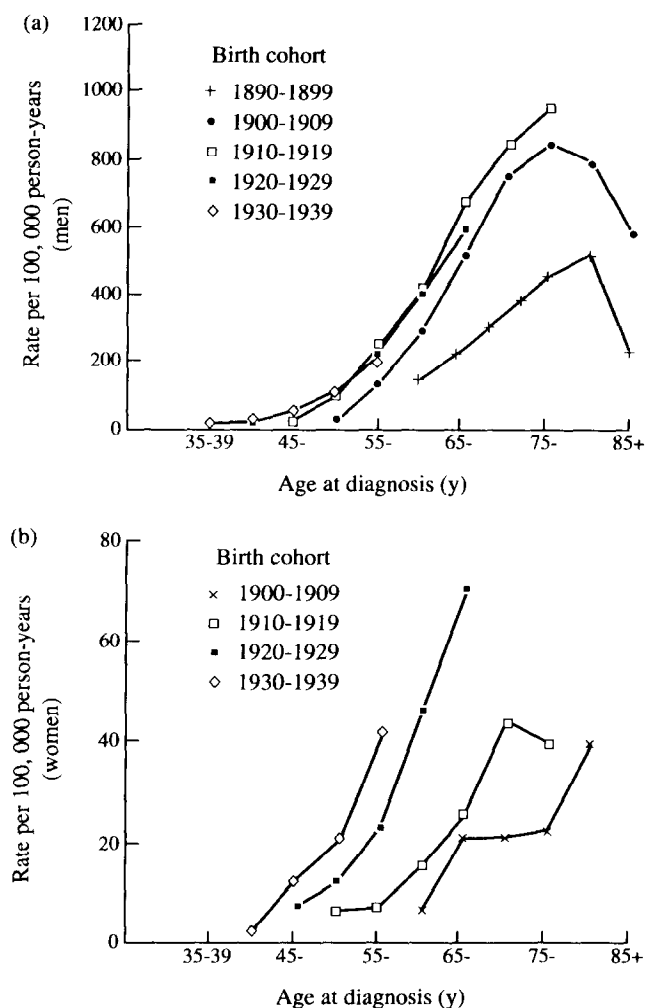 (a)
1200
1000
800
600
400
200
0
Rate per 100, 000 person-years
(men)
Birth cohort
1890-1899
1900-1909
1910-1919
1920-1929
1930-1939
35-39 45- 55- 65- 75- 85+
Age at diagnosis (y)
(b)
80
60
40
20
0
Rate per 100, 000 person-years
(women)
Birth cohort
1900-1909
1910-1919
1920-1929
1930-1939
35-39 45- 55- 65- 75- 85+
Age at diagnosis (y)